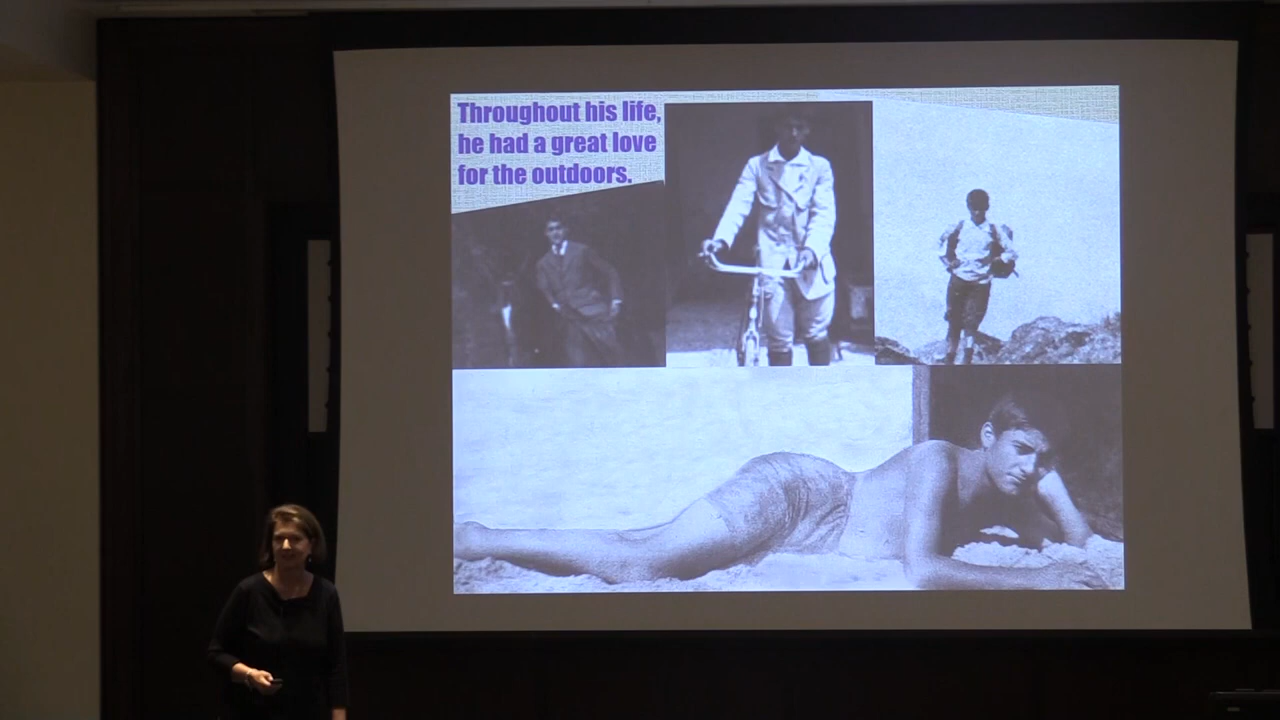 Throughout his life,
he had a great love
for the outdoors.